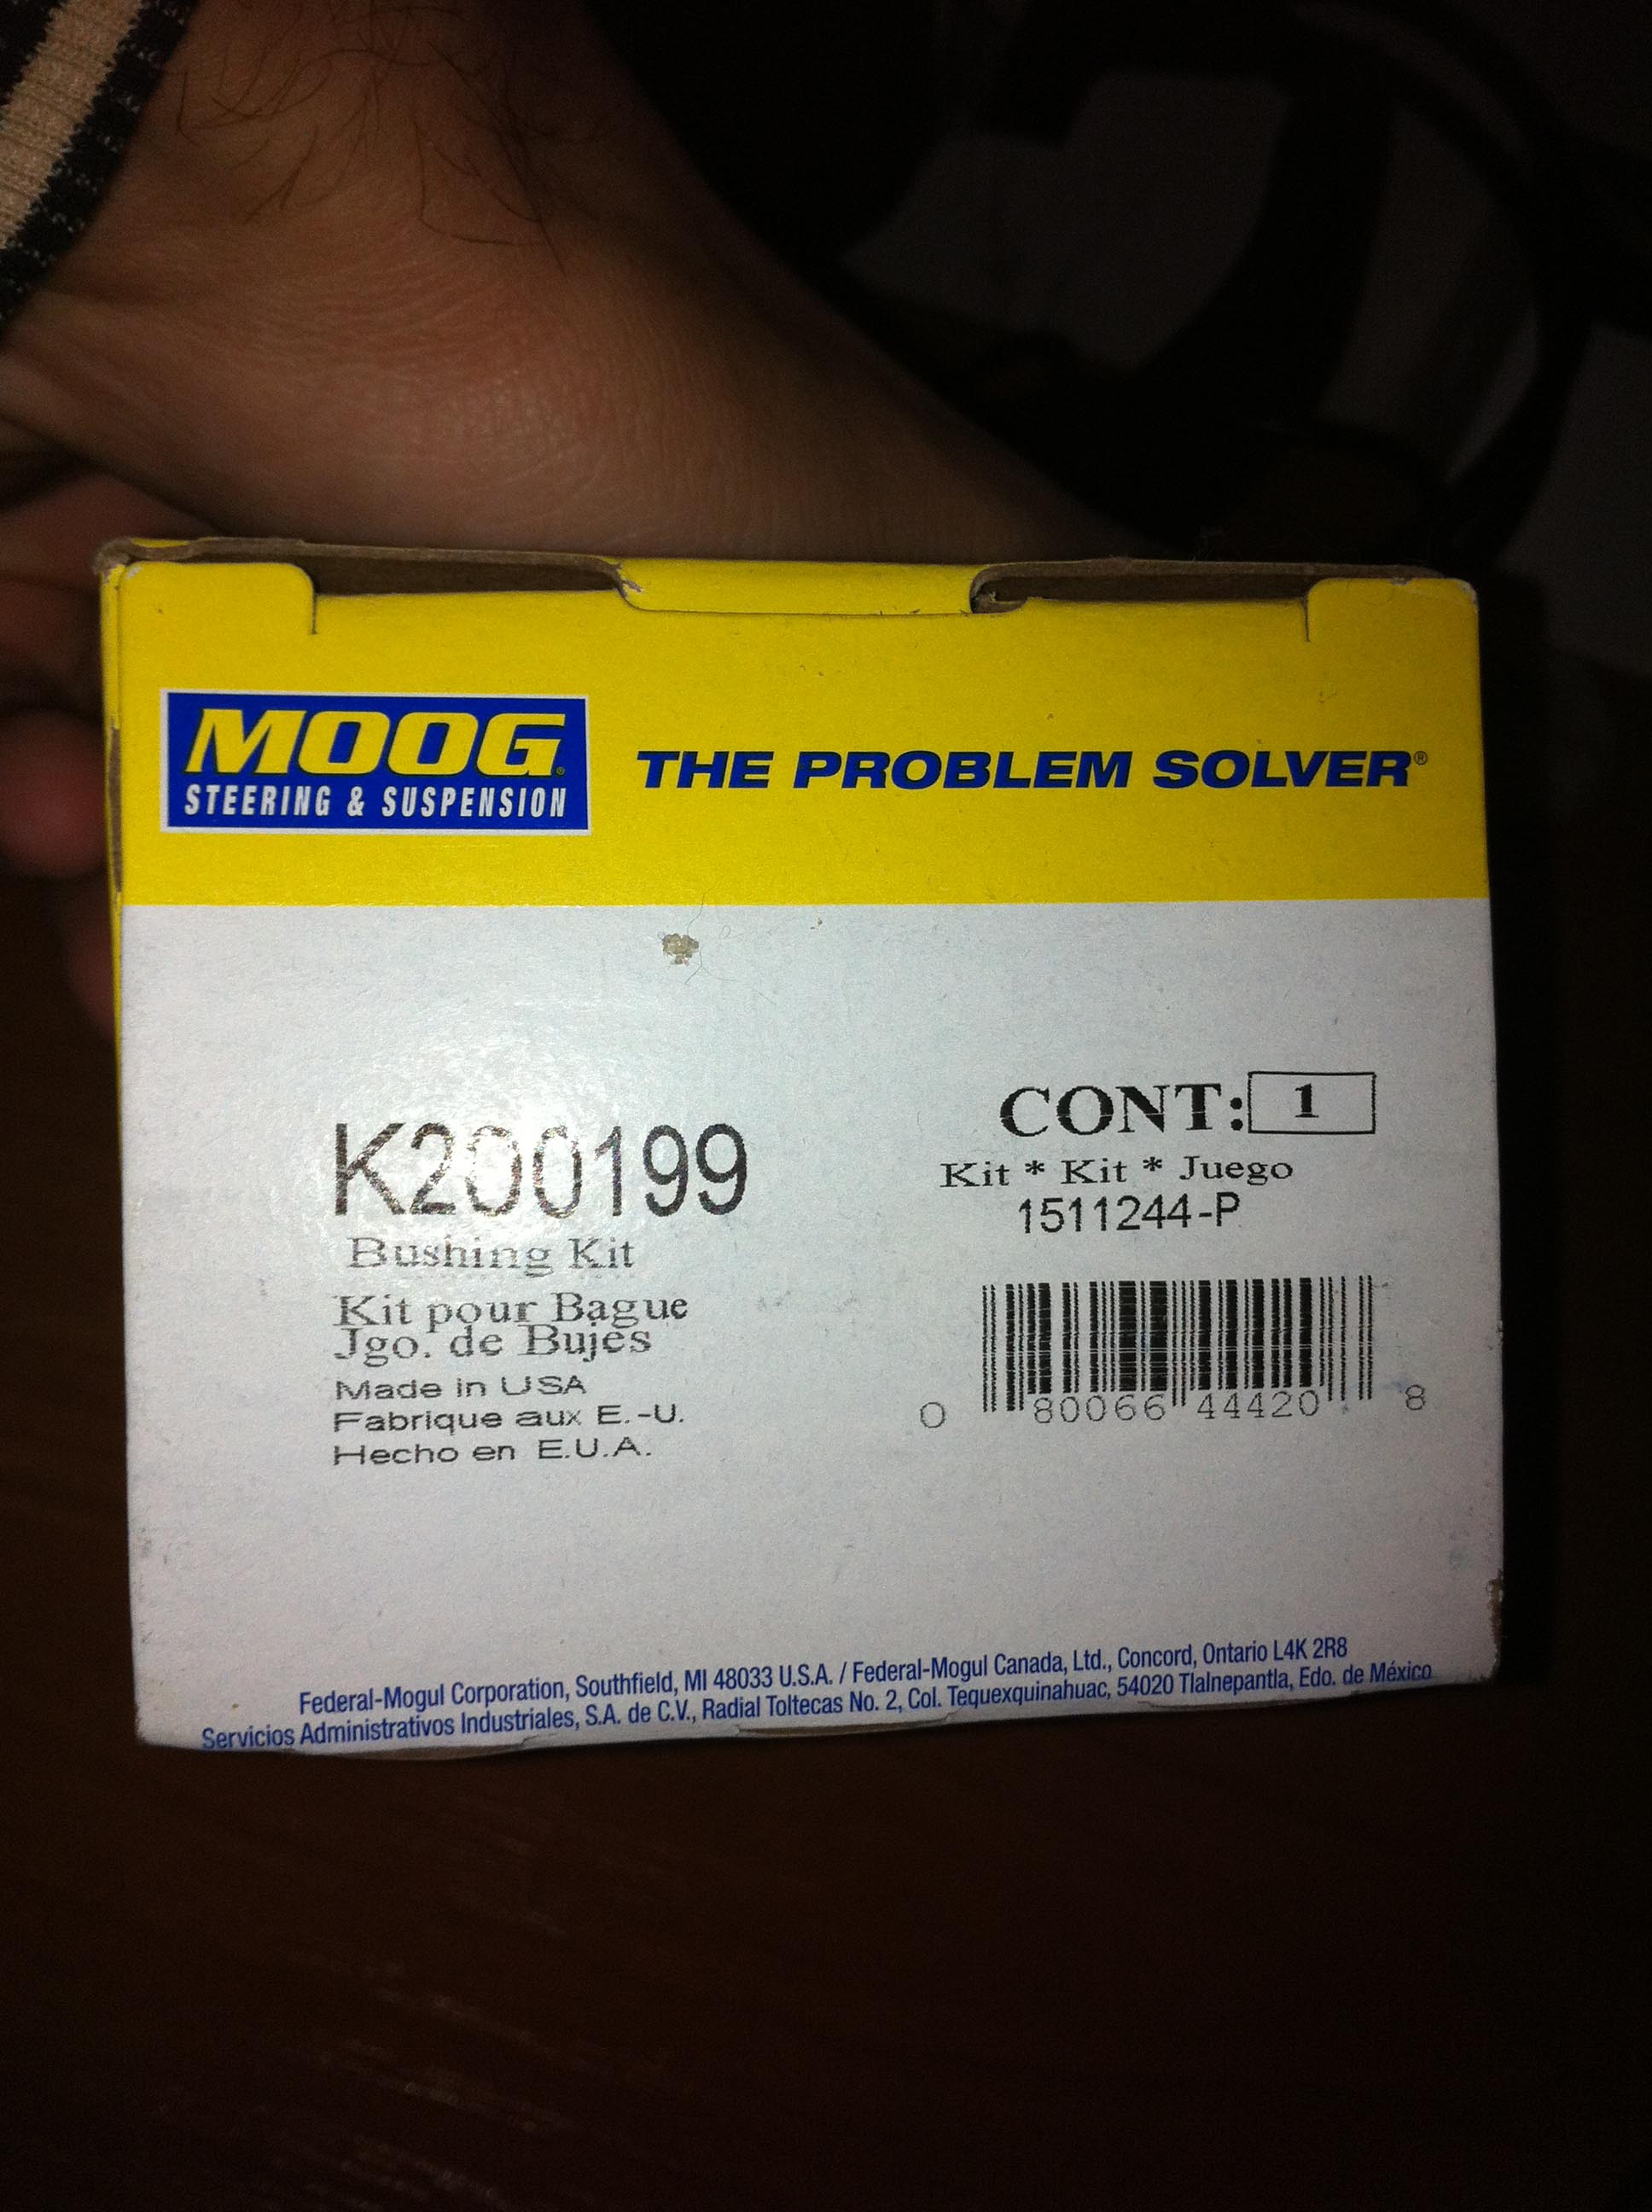 MOOG®
STEERING & SUSPENSION
THE PROBLEM SOLVER®
K200199
Bushing Kit
Kit pour Bague
Jgo. de Bujes
Made in USA
Fabrique aux E.-U.
Hecho en E.U.A.
CONT: 1
Kit * Kit * Juego
1511244-P
0 80066 44420 8
Federal-Mogul Corporation, Southfield, MI 48033 U.S.A. / Federal-Mogul Canada, Ltd., Concord, Ontario L4K 2R8
Servicios Administrativos Industriales, S.A. de C.V., Radial Toltecas No. 2, Col. Tequexquinahuac, 54020 Tlalnepantla, Edo. de México